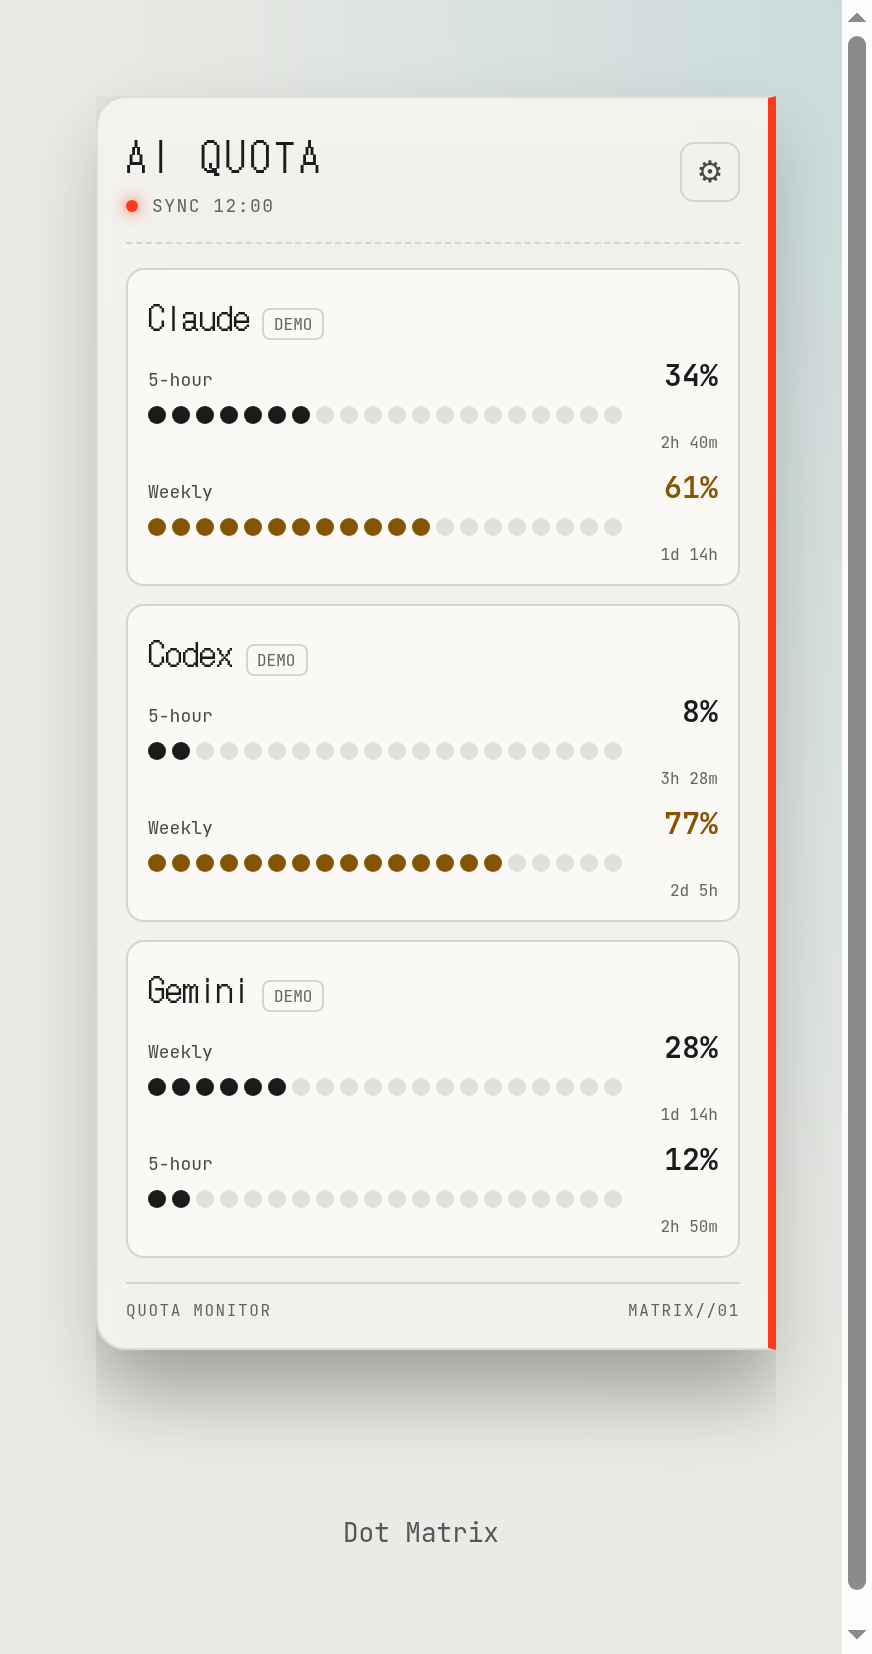 AI QUOTA
SYNC 12:00
Claude DEMO
5-hour 34%
2h 40m
Weekly 61%
1d 14h
Codex DEMO
5-hour 8%
3h 28m
Weekly 77%
2d 5h
Gemini DEMO
Weekly 28%
1d 14h
5-hour 12%
2h 50m
QUOTA MONITOR MATRIX//01
Dot Matrix